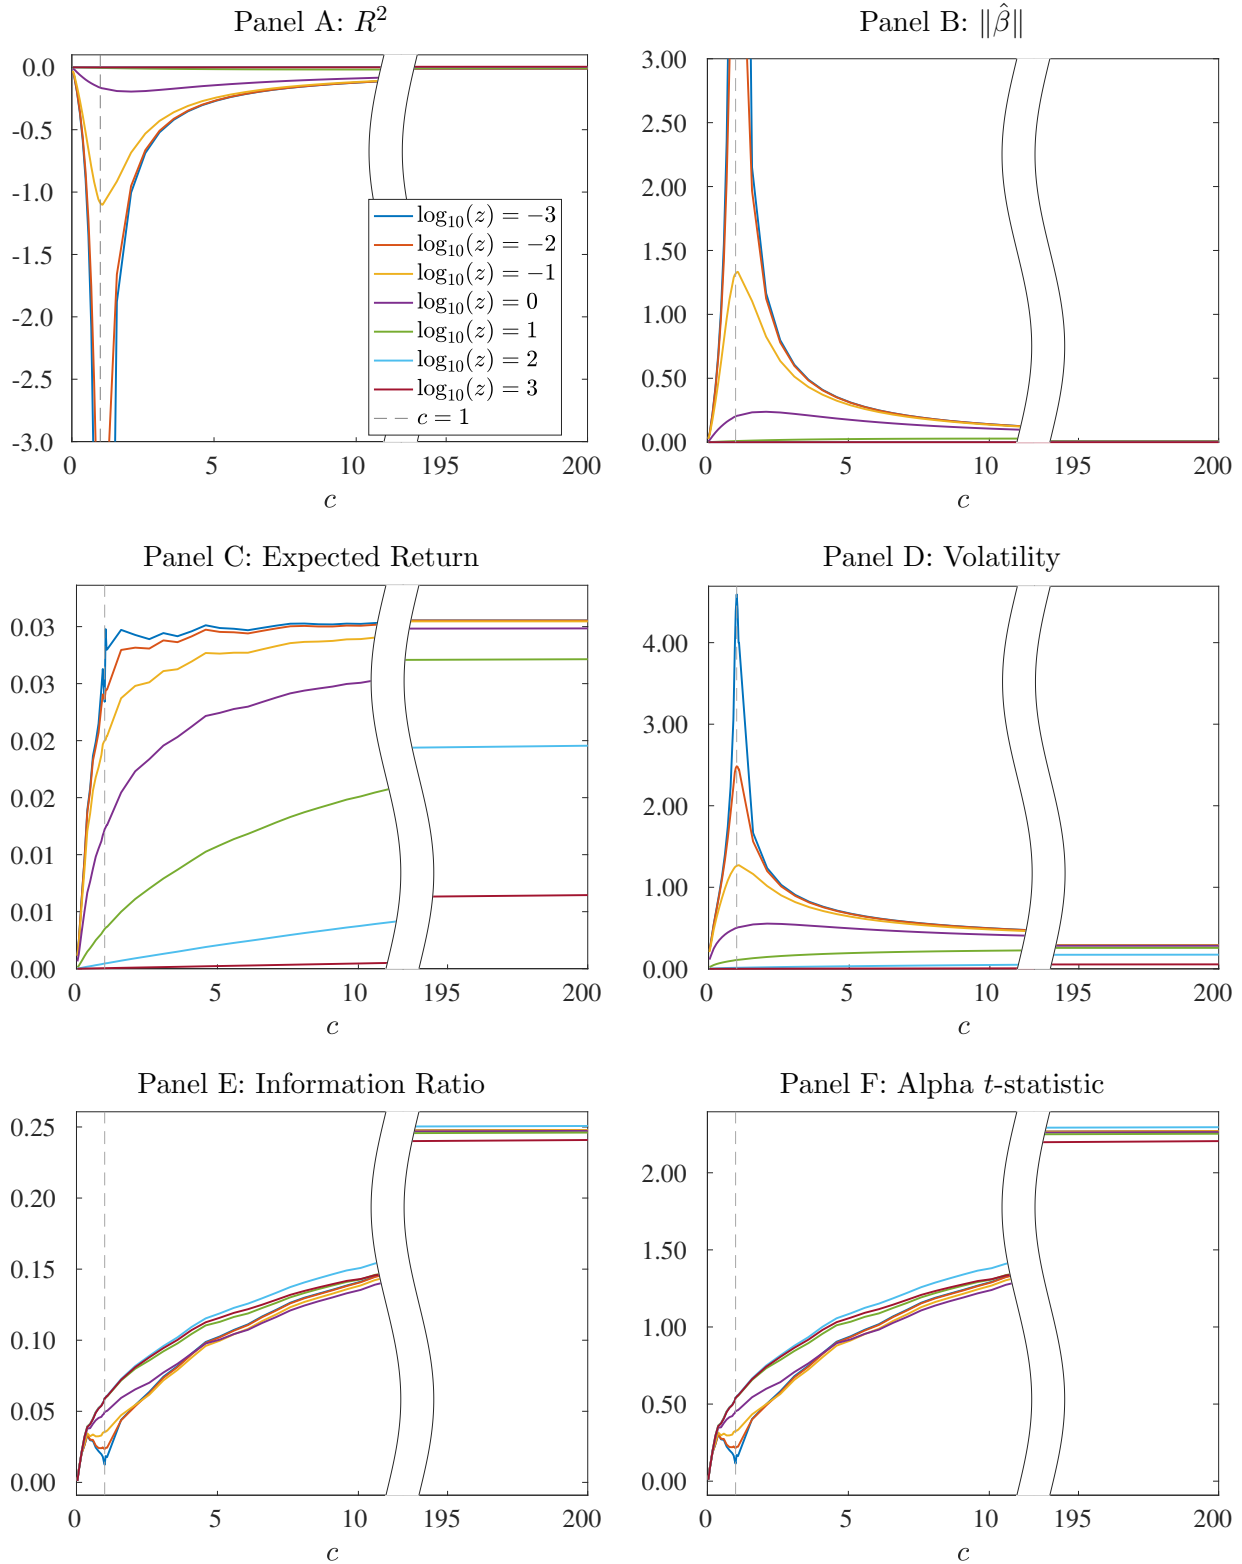 Panel A: R²
0.0
-0.5
-1.0
-1.5
-2.0
-2.5
-3.0
0 5 10 195 200
c
log₁₀(z) = −3
log₁₀(z) = −2
log₁₀(z) = −1
log₁₀(z) = 0
log₁₀(z) = 1
log₁₀(z) = 2
log₁₀(z) = 3
c = 1
Panel B: ‖β̂‖
3.00
2.50
2.00
1.50
1.00
0.50
0.00
0 5 10 195 200
c
Panel C: Expected Return
0.03
0.03
0.02
0.02
0.01
0.01
0.00
0 5 10 195 200
c
Panel D: Volatility
4.00
3.00
2.00
1.00
0.00
0 5 10 195 200
c
Panel E: Information Ratio
0.25
0.20
0.15
0.10
0.05
0.00
0 5 10 195 200
c
Panel F: Alpha t-statistic
2.00
1.50
1.00
0.50
0.00
0 5 10 195 200
c